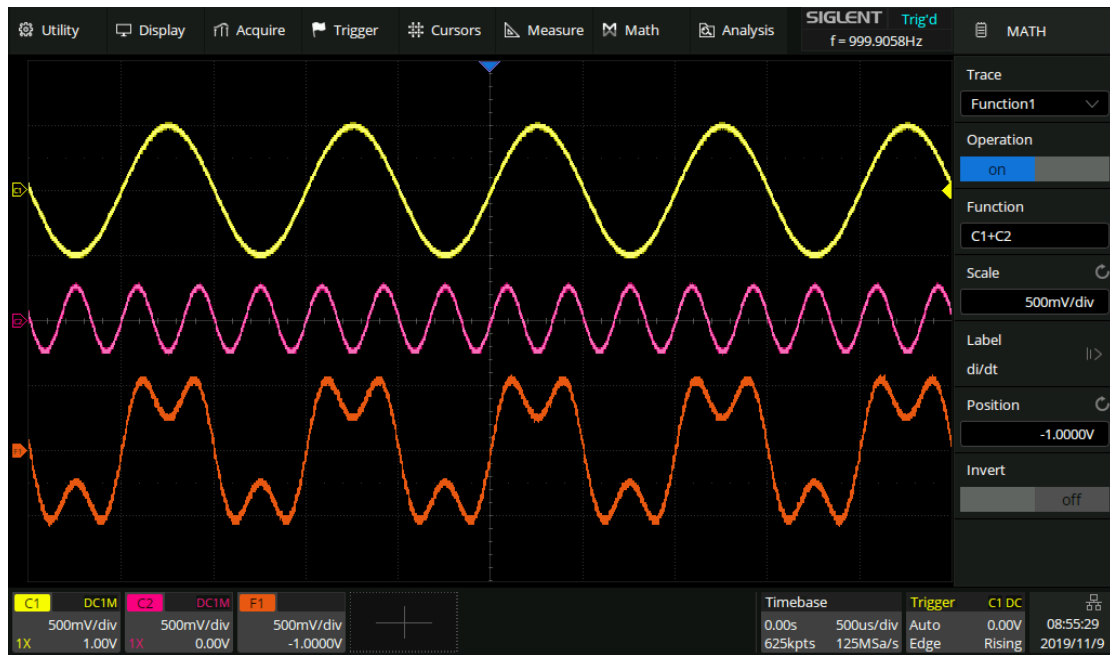 Utility Display Acquire Trigger Cursors Measure Math Analysis SIGLENT Trig'd
f = 999.9058Hz
MATH
Trace
Function1
Operation
on
Function
C1+C2
Scale
500mV/div
Label
di/dt
Position
-1.0000V
Invert
off
C1
C2
F1
C1 DC1M
500mV/div
1X 1.00V
C2 DC1M
500mV/div
1X 0.00V
F1
500mV/div
-1.0000V
Timebase
0.00s 500us/div
625kpts 125MSa/s
Trigger C1 DC
Auto 0.00V
Edge Rising
08:55:29
2019/11/9